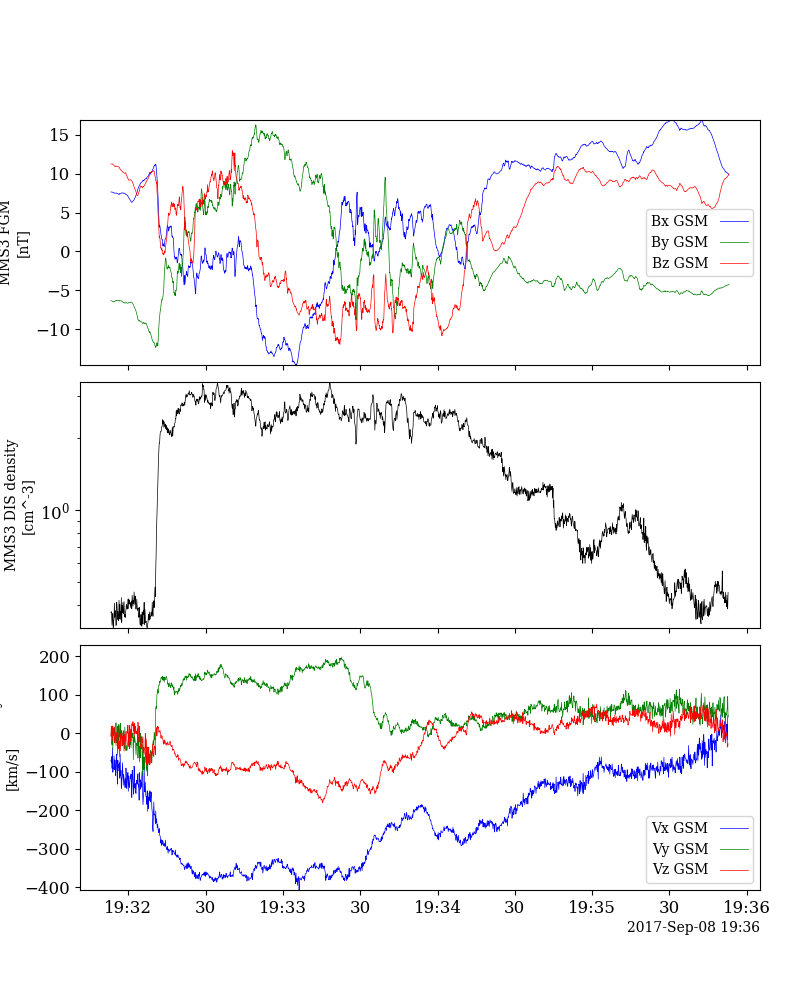 15
10
5
0
−5
−10
MMS3 FGM
[nT]
Bx GSM
By GSM
Bz GSM
10^0
MMS3 DIS density
[cm^-3]
200
100
0
−100
−200
−300
−400
[km/s]
Vx GSM
Vy GSM
Vz GSM
19:32 30 19:33 30 19:34 30 19:35 30 19:36
2017-Sep-08 19:36